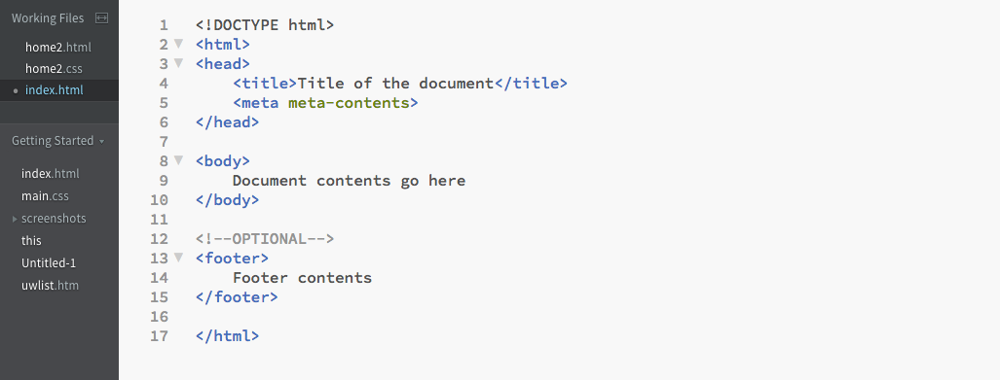 Working Files
home2.html
home2.css
index.html
Getting Started
index.html
main.css
screenshots
this
Untitled-1
uwlist.htm
1 <!DOCTYPE html>
2 <html>
3 <head>
4     <title>Title of the document</title>
5     <meta meta-contents>
6 </head>
7
8 <body>
9     Document contents go here
10 </body>
11
12 <!--OPTIONAL-->
13 <footer>
14     Footer contents
15 </footer>
16
17 </html>